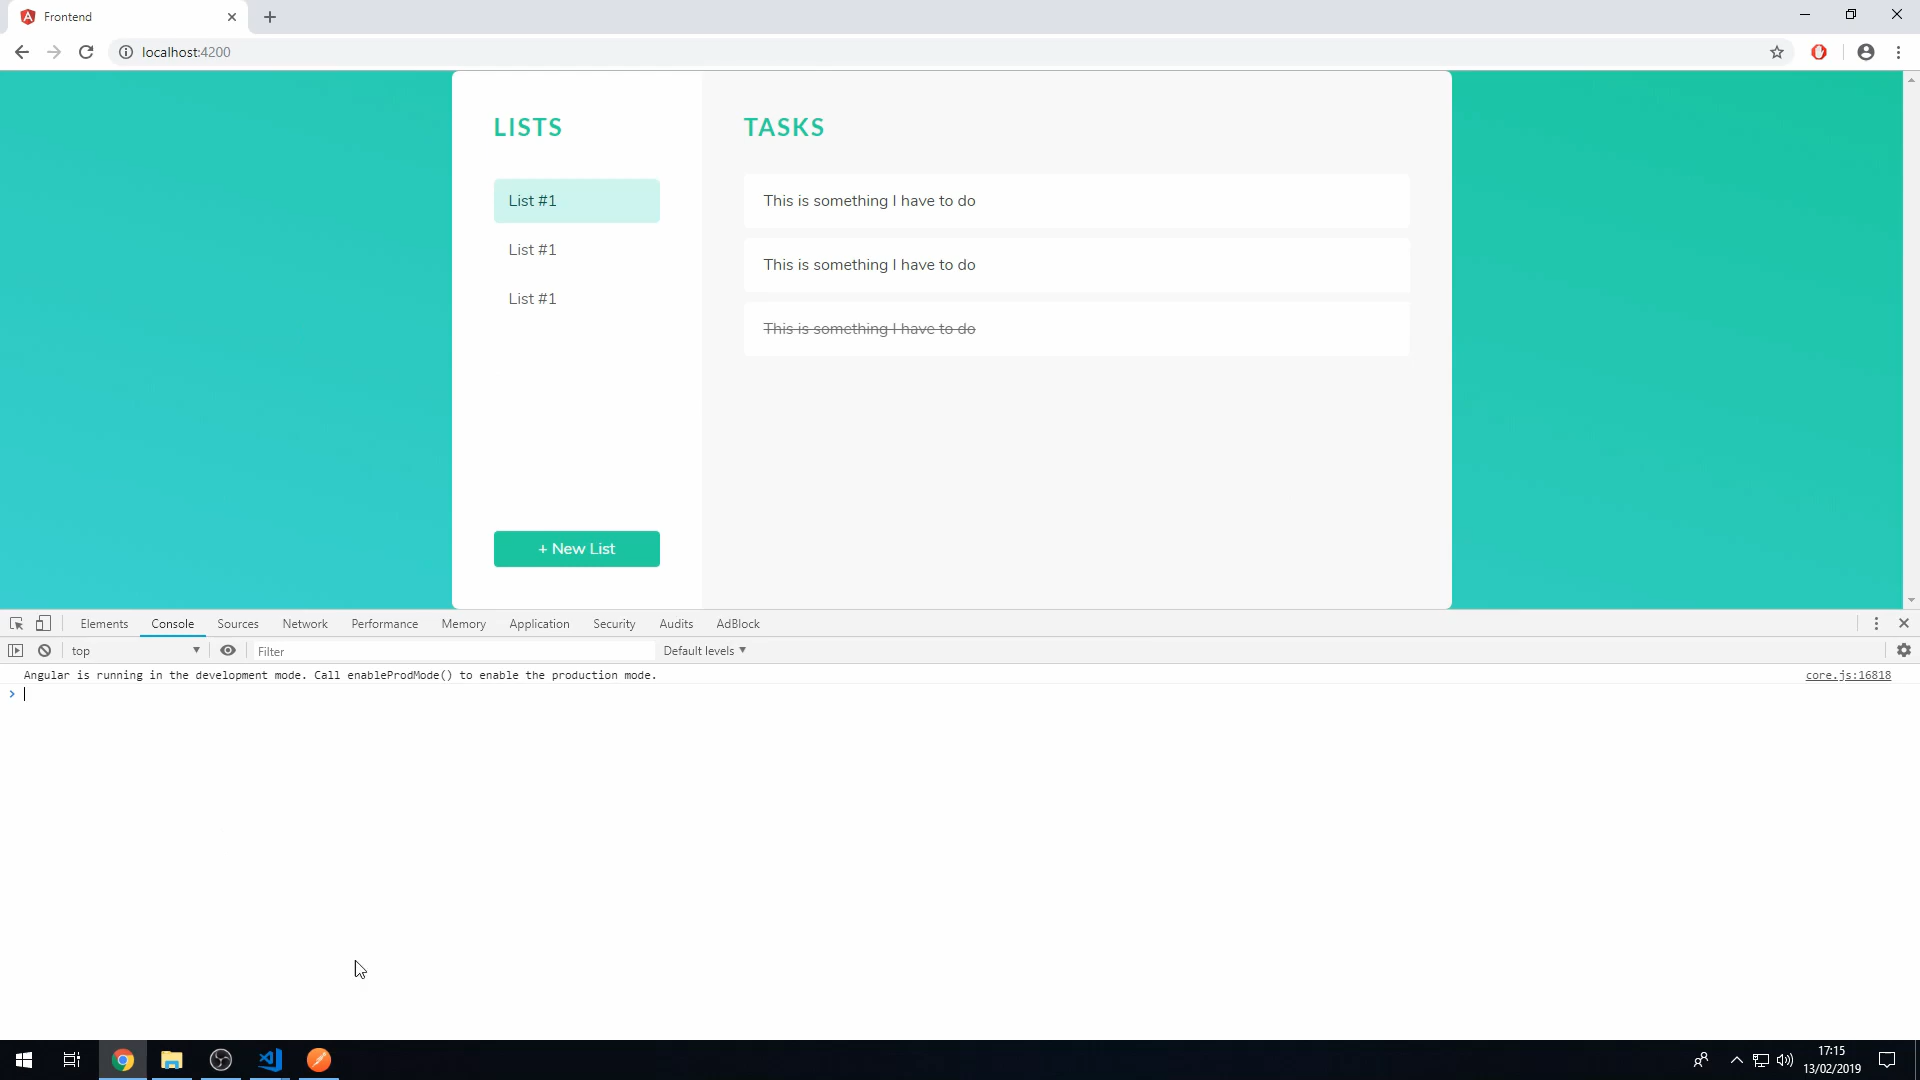 Frontend
localhost:4200
LISTS
TASKS
List #1
This is something I have to do
List #1
This is something I have to do
List #1
This is something I have to do
+ New List
Elements Console Sources Network Performance Memory Application Security Audits AdBlock
top Filter Default levels
Angular is running in the development mode. Call enableProdMode() to enable the production mode. core.js:16818
17:15
13/02/2019